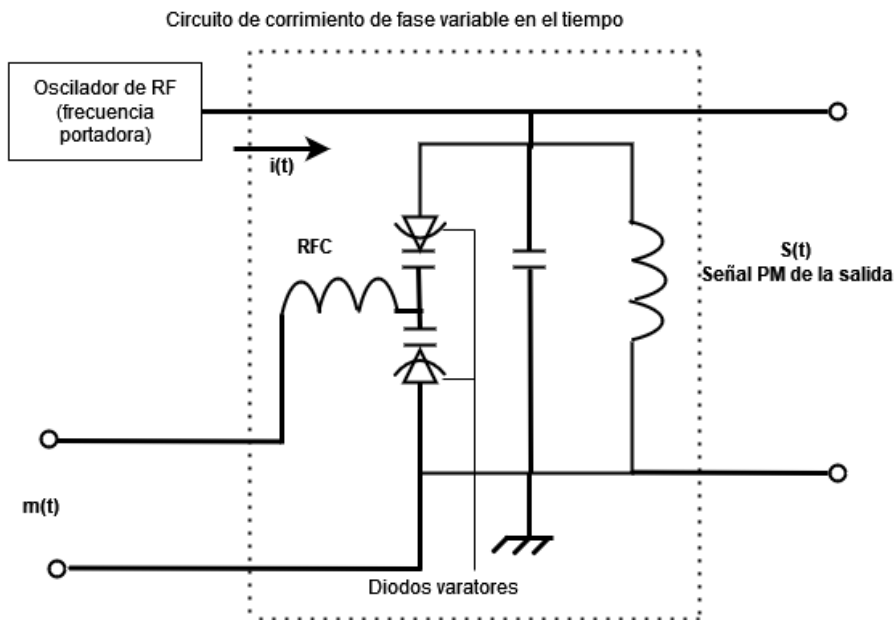 Circuito de corrimiento de fase variable en el tiempo
Oscilador de RF
(frecuencia
portadora)
i(t)
RFC
S(t)
Señal PM de la salida
m(t)
Diodos varatores